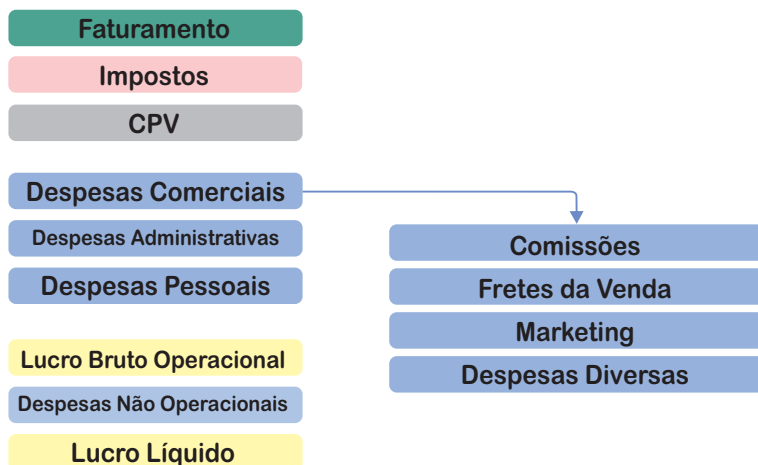 Faturamento
Impostos
CPV
Despesas Comerciais
Despesas Administrativas
Despesas Pessoais
Lucro Bruto Operacional
Despesas Não Operacionais
Lucro Líquido
Comissões
Fretes da Venda
Marketing
Despesas Diversas